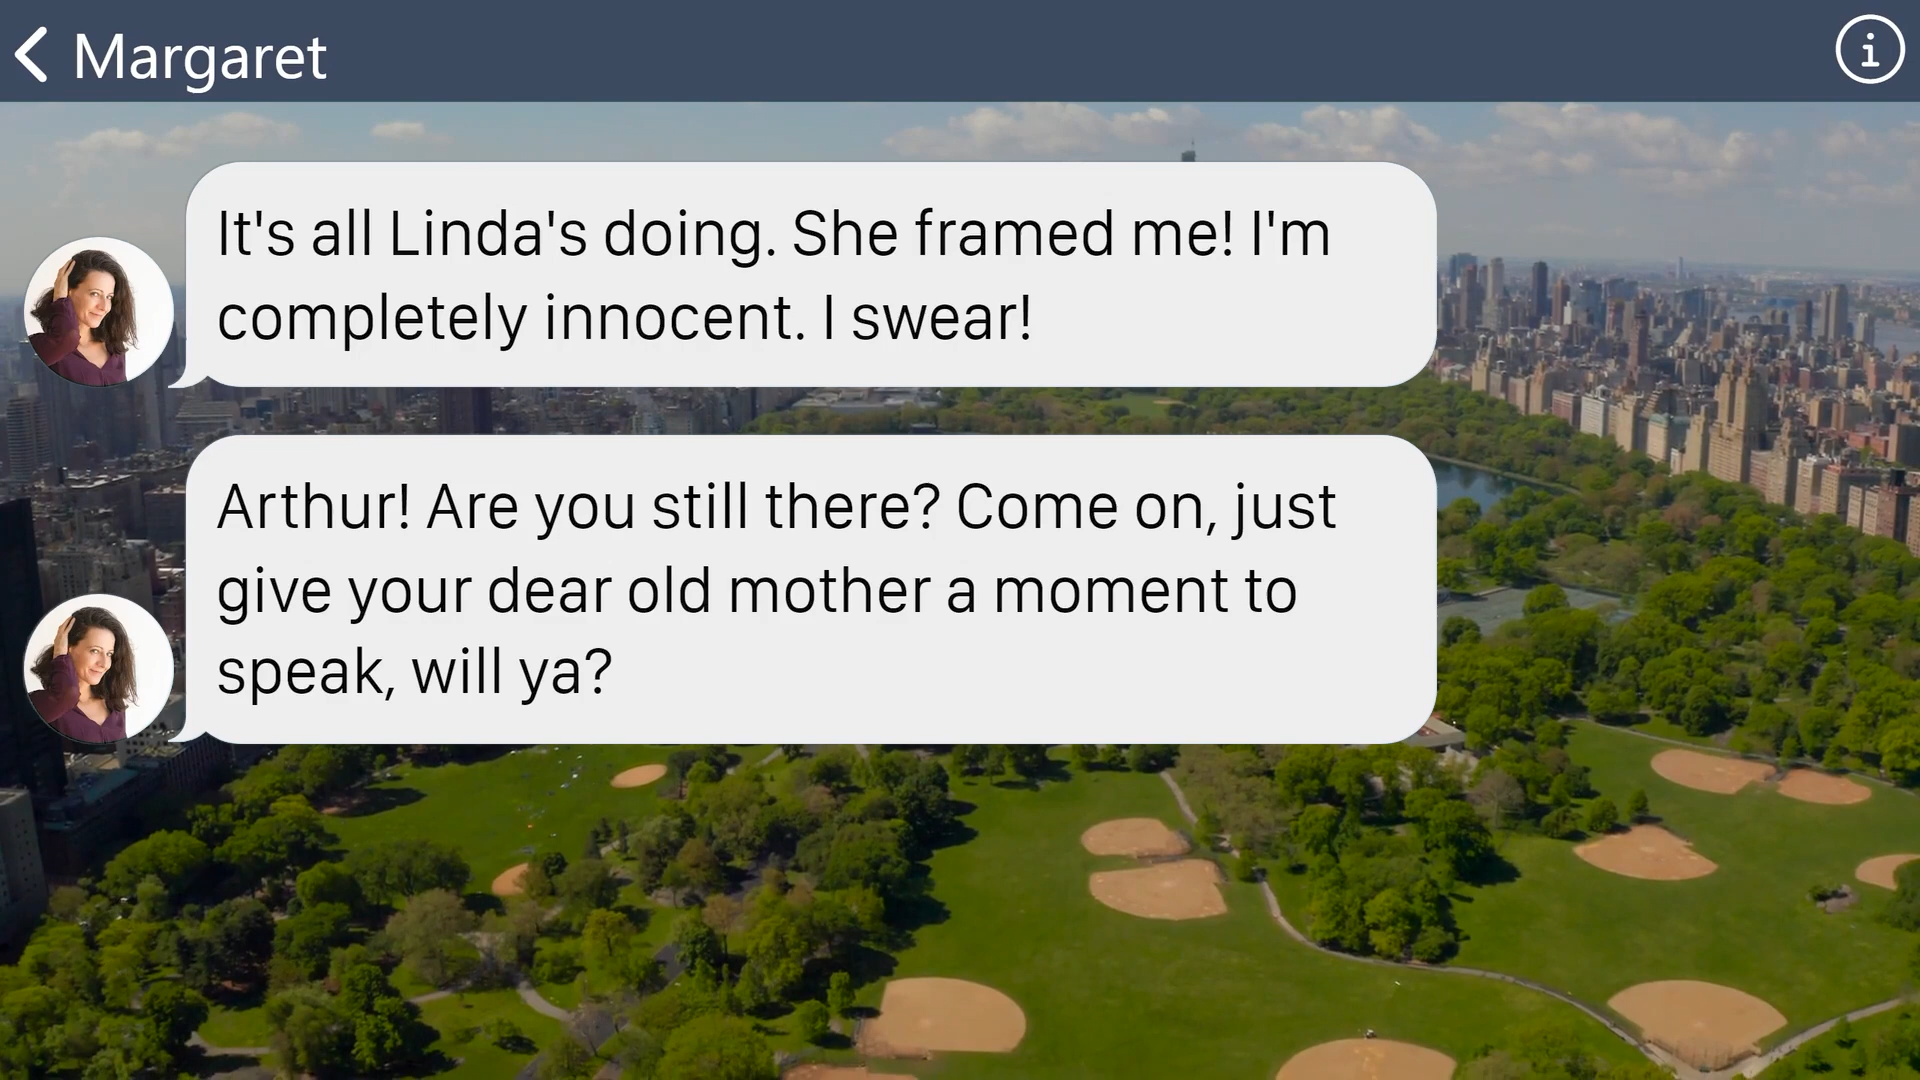 Margaret
It's all Linda's doing. She framed me! I'm
completely innocent. I swear!
Arthur! Are you still there? Come on, just
give your dear old mother a moment to
speak, will ya?